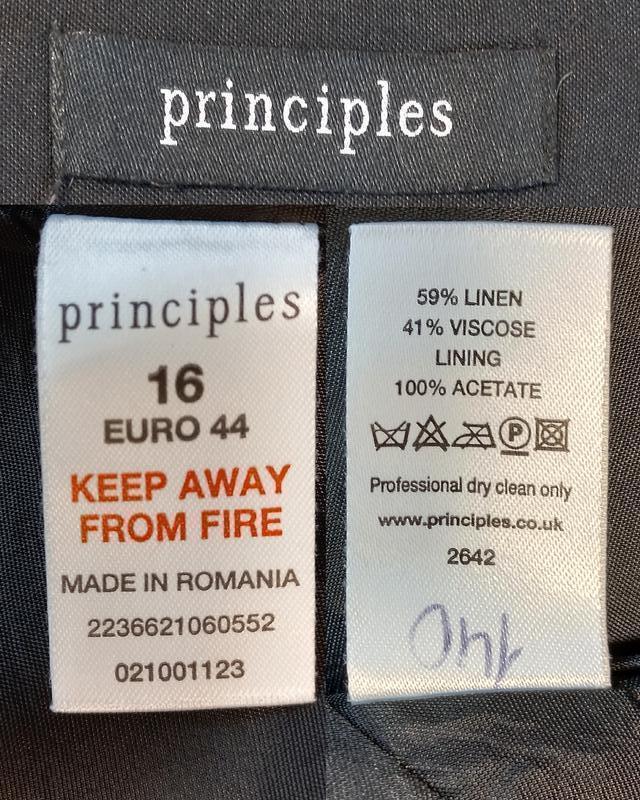 principles
principles
16
EURO 44
KEEP AWAY
FROM FIRE
MADE IN ROMANIA
2236621060552
021001123
59% LINEN
41% VISCOSE
LINING
100% ACETATE
P
Professional dry clean only
www.principles.co.uk
2642